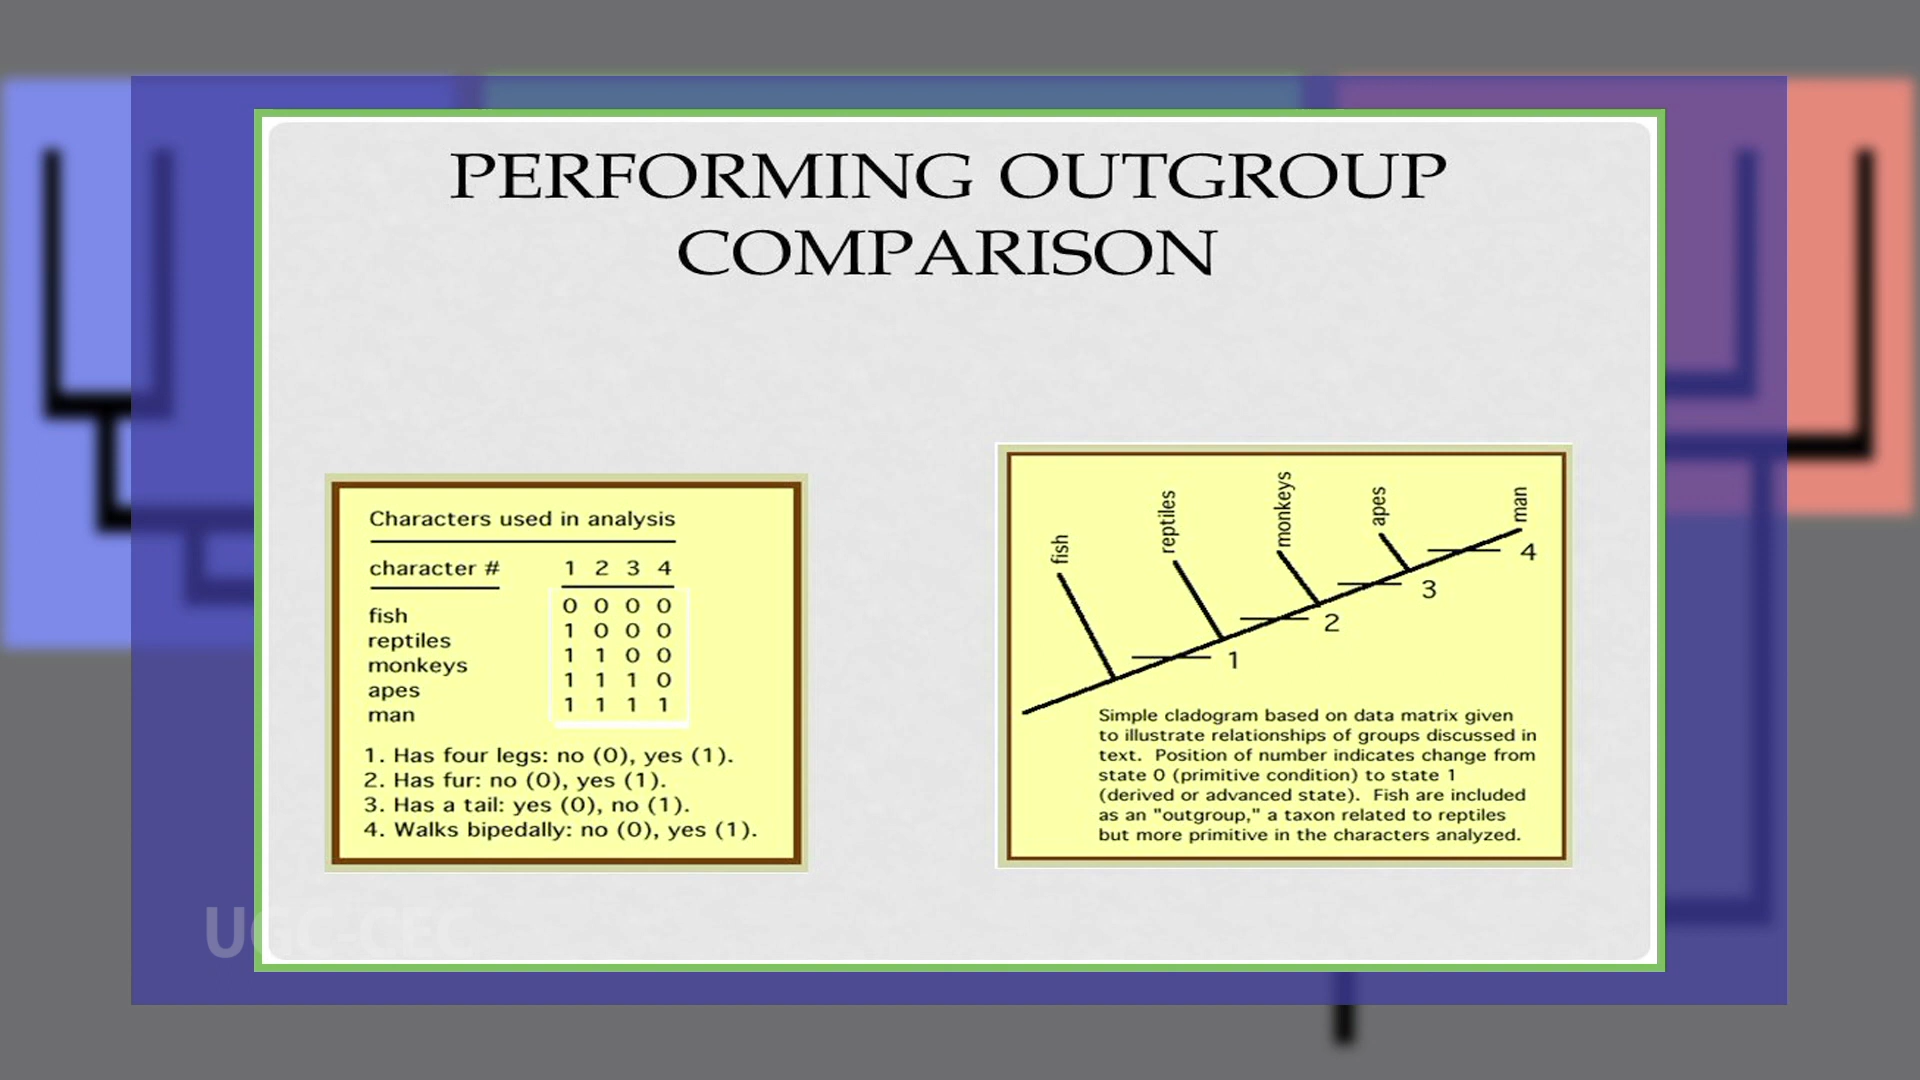 PERFORMING OUTGROUP
COMPARISON
Characters used in analysis
character # 1 2 3 4
fish 0 0 0 0
reptiles 1 0 0 0
monkeys 1 1 0 0
apes 1 1 1 0
man 1 1 1 1
1. Has four legs: no (0), yes (1).
2. Has fur: no (0), yes (1).
3. Has a tail: yes (0), no (1).
4. Walks bipedally: no (0), yes (1).
fish
reptiles
monkeys
apes
man
1
2
3
4
Simple cladogram based on data matrix given
to illustrate relationships of groups discussed in
text. Position of number indicates change from
state 0 (primitive condition) to state 1
(derived or advanced state). Fish are included
as an "outgroup," a taxon related to reptiles
but more primitive in the characters analyzed.
UGC-CEC